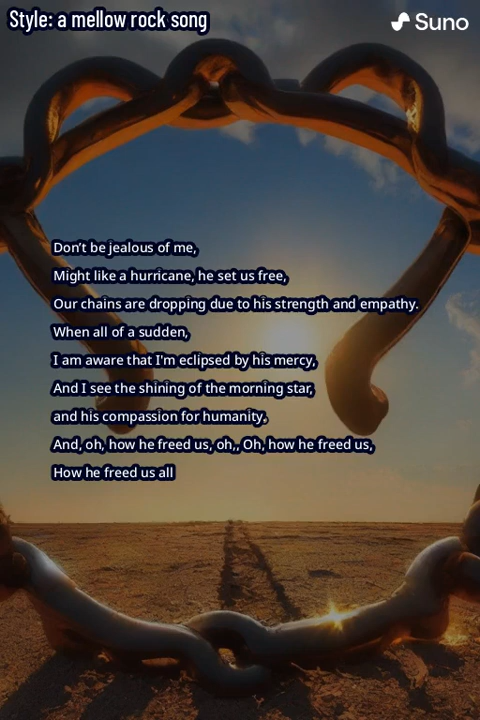 Style: a mellow rock song
Suno
Don't be jealous of me,
Might like a hurricane, he set us free,
Our chains are dropping due to his strength and empathy.
When all of a sudden,
I am aware that I'm eclipsed by his mercy,
And I see the shining of the morning star,
and his compassion for humanity.
And, oh, how he freed us, oh,, Oh, how he freed us,
How he freed us all